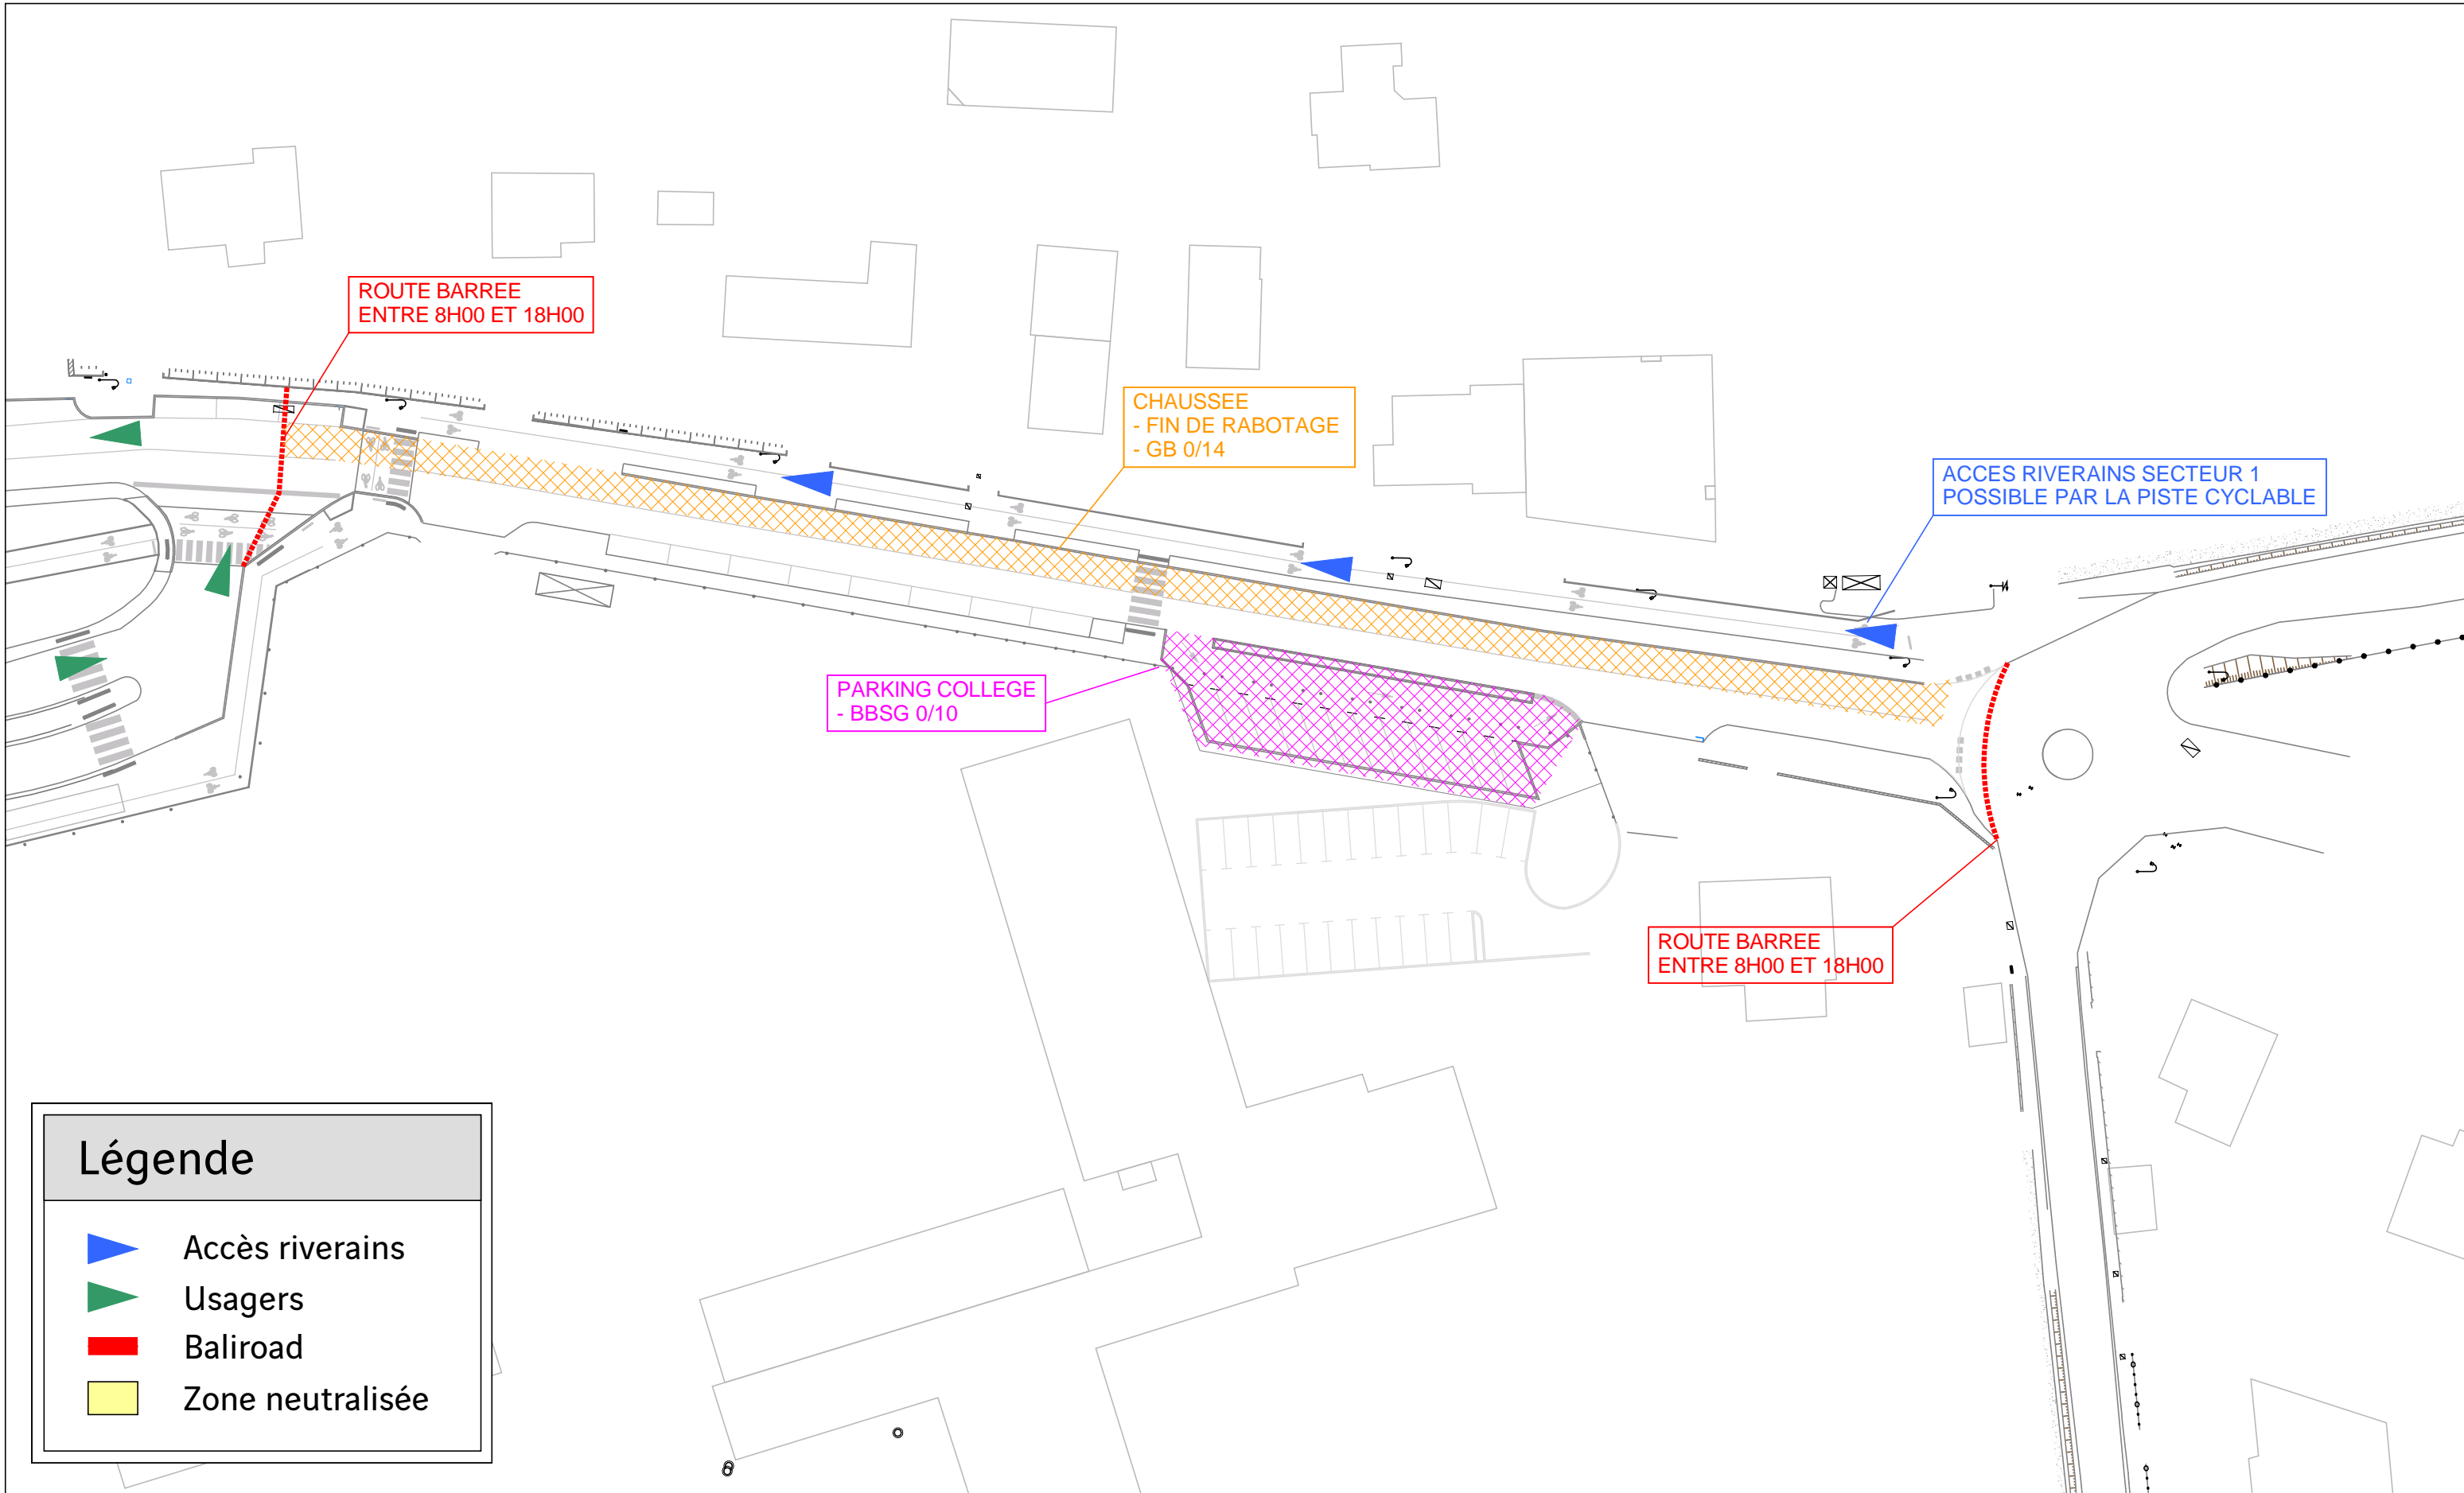 ROUTE BARREE
ENTRE 8H00 ET 18H00
CHAUSSEE
- FIN DE RABOTAGE
- GB 0/14
ACCES RIVERAINS SECTEUR 1
POSSIBLE PAR LA PISTE CYCLABLE
PARKING COLLEGE
- BBSG 0/10
ROUTE BARREE
ENTRE 8H00 ET 18H00
Légende
Accès riverains
Usagers
Baliroad
Zone neutralisée